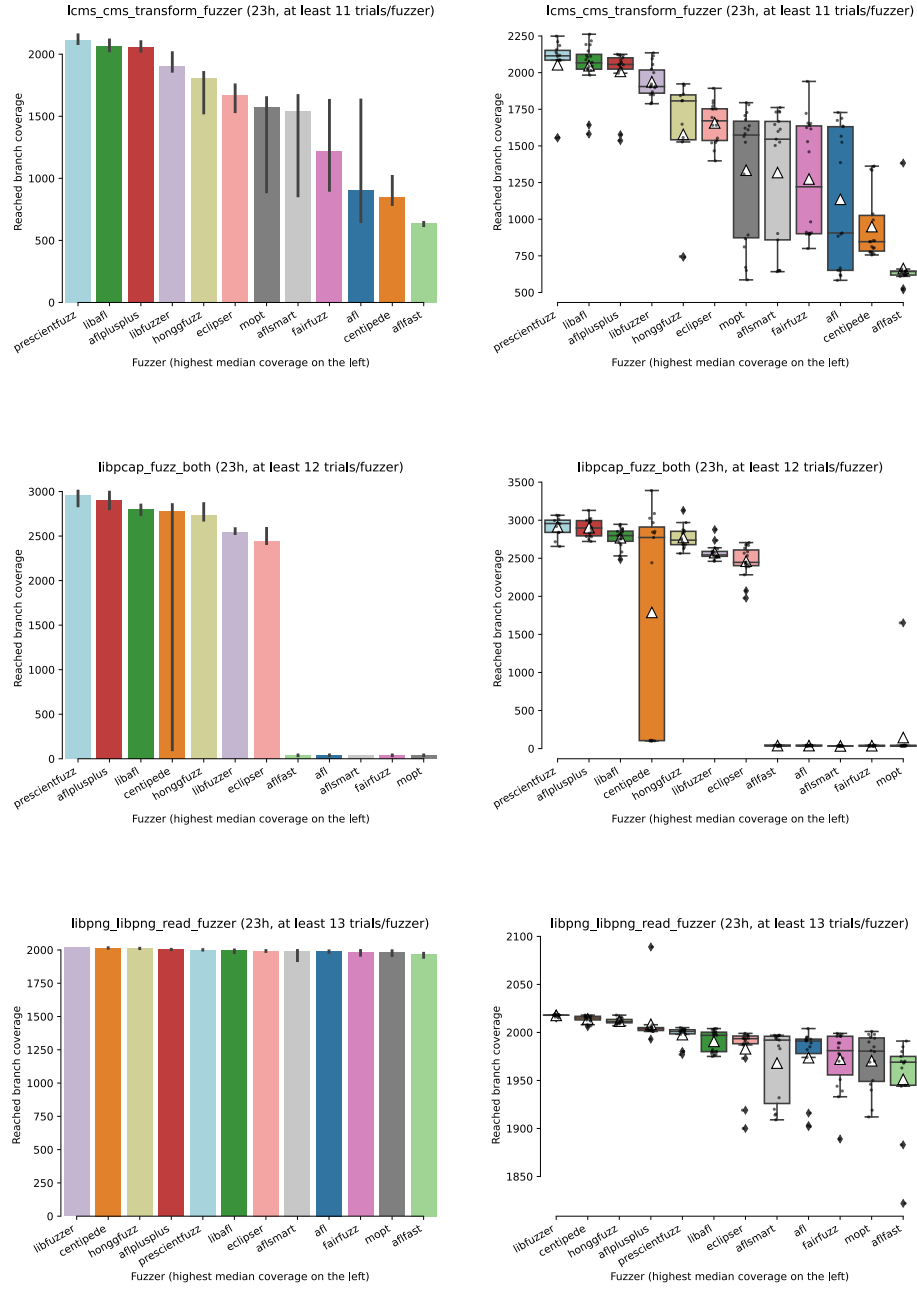 lcms_cms_transform_fuzzer (23h, at least 11 trials/fuzzer)
Reached branch coverage
2000
1500
1000
500
0
prescientfuzz
libafl
aflplusplus
libfuzzer
honggfuzz
eclipser
mopt
aflsmart
fairfuzz
afl
centipede
aflfast
Fuzzer (highest median coverage on the left)
lcms_cms_transform_fuzzer (23h, at least 11 trials/fuzzer)
Reached branch coverage
2250
2000
1750
1500
1250
1000
750
500
prescientfuzz
libafl
aflplusplus
libfuzzer
honggfuzz
eclipser
mopt
aflsmart
fairfuzz
afl
centipede
aflfast
Fuzzer (highest median coverage on the left)
libpcap_fuzz_both (23h, at least 12 trials/fuzzer)
Reached branch coverage
3000
2500
2000
1500
1000
500
0
prescientfuzz
aflplusplus
libafl
centipede
honggfuzz
libfuzzer
eclipser
aflfast
afl
aflsmart
fairfuzz
mopt
Fuzzer (highest median coverage on the left)
libpcap_fuzz_both (23h, at least 12 trials/fuzzer)
Reached branch coverage
3500
3000
2500
2000
1500
1000
500
0
prescientfuzz
aflplusplus
libafl
centipede
honggfuzz
libfuzzer
eclipser
aflfast
afl
aflsmart
fairfuzz
mopt
Fuzzer (highest median coverage on the left)
libpng_libpng_read_fuzzer (23h, at least 13 trials/fuzzer)
Reached branch coverage
2000
1750
1500
1250
1000
750
500
250
0
libfuzzer
centipede
honggfuzz
aflplusplus
prescientfuzz
libafl
eclipser
aflsmart
afl
fairfuzz
mopt
aflfast
Fuzzer (highest median coverage on the left)
libpng_libpng_read_fuzzer (23h, at least 13 trials/fuzzer)
Reached branch coverage
2100
2050
2000
1950
1900
1850
libfuzzer
centipede
honggfuzz
aflplusplus
prescientfuzz
libafl
eclipser
aflsmart
afl
fairfuzz
mopt
aflfast
Fuzzer (highest median coverage on the left)